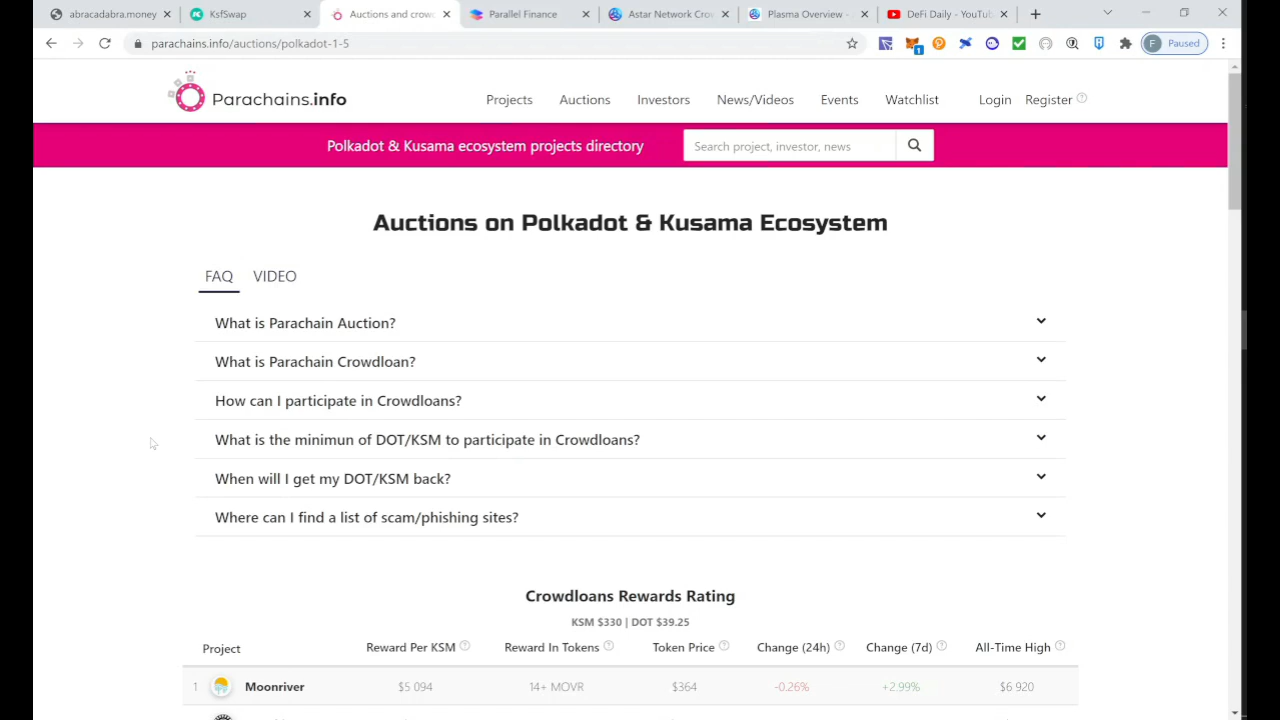 abracadabra.money
KsfSwap
Auctions and crow
Parallel Finance
Astar Network Cro
Plasma Overview -
DeFi Daily - YouTub
parachains.info/auctions/polkadot-1-5
1
F Paused
Parachains.info
Projects Auctions Investors News/Videos Events Watchlist Login Register
Polkadot & Kusama ecosystem projects directory
Search project, investor, news
Auctions on Polkadot & Kusama Ecosystem
FAQ VIDEO
What is Parachain Auction?
What is Parachain Crowdloan?
How can I participate in Crowdloans?
What is the minimun of DOT/KSM to participate in Crowdloans?
When will I get my DOT/KSM back?
Where can I find a list of scam/phishing sites?
Crowdloans Rewards Rating
KSM $330 | DOT $39.25
Project Reward Per KSM Reward In Tokens Token Price Change (24h) Change (7d) All-Time High
1 Moonriver $5 094 14+ MOVR $364 -0.26% +2.99% $6 920